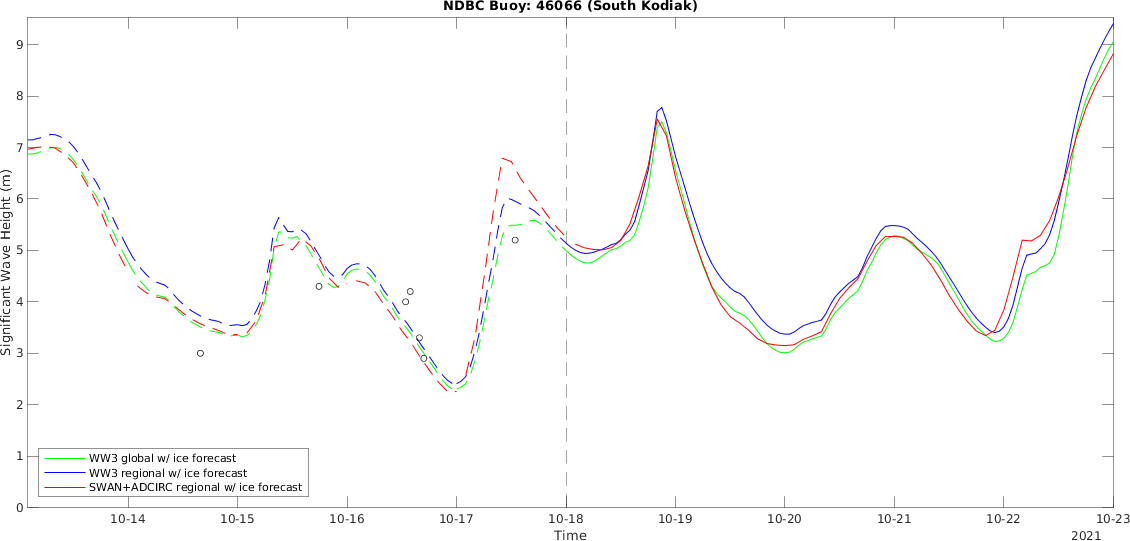 NDBC Buoy: 46066 (South Kodiak)
Significant Wave Height (m)
9
8
7
6
5
4
3
2
1
0
WW3 global w/ ice forecast
WW3 regional w/ ice forecast
SWAN+ADCIRC regional w/ ice forecast
10-14 10-15 10-16 10-17 10-18 10-19 10-20 10-21 10-22 10-23
Time
2021